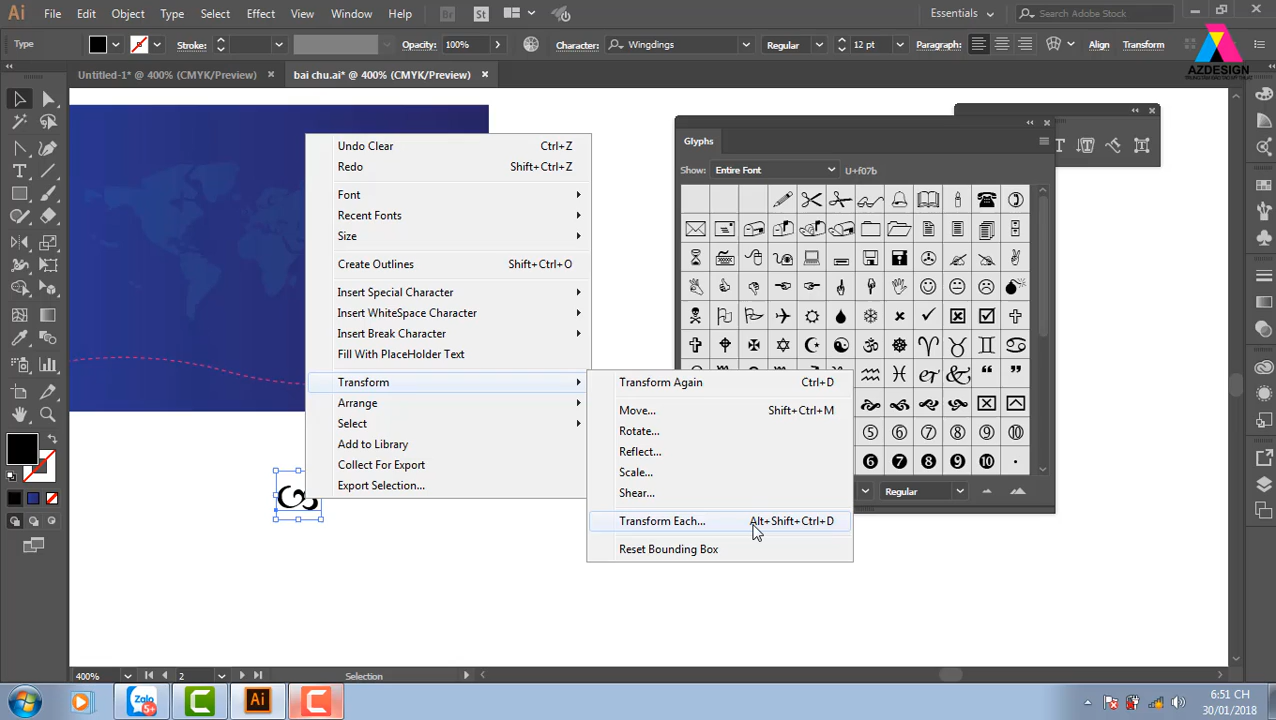 Ai File Edit Object Type Select Effect View Window Help Br St Essentials Search Adobe Stock
Type Stroke: Opacity: 100% Character: Wingdings Regular 12 pt Paragraph: Align Transform
AZDESIGN
Untitled-1* @ 400% (CMYK/Preview) bai chu.ai* @ 400% (CMYK/Preview)
Undo Clear Ctrl+Z
Redo Shift+Ctrl+Z
Font
Recent Fonts
Size
Create Outlines Shift+Ctrl+O
Insert Special Character
Insert WhiteSpace Character
Insert Break Character
Fill With PlaceHolder Text
Transform
Arrange
Select
Add to Library
Collect For Export
Export Selection...
Transform Again Ctrl+D
Move... Shift+Ctrl+M
Rotate...
Reflect...
Scale...
Shear...
Transform Each... Alt+Shift+Ctrl+D
Reset Bounding Box
Glyphs
Show: Entire Font U+f07b
Regular
400% 2 Selection
Zalo 5+ Ai
6:51 CH
30/01/2018